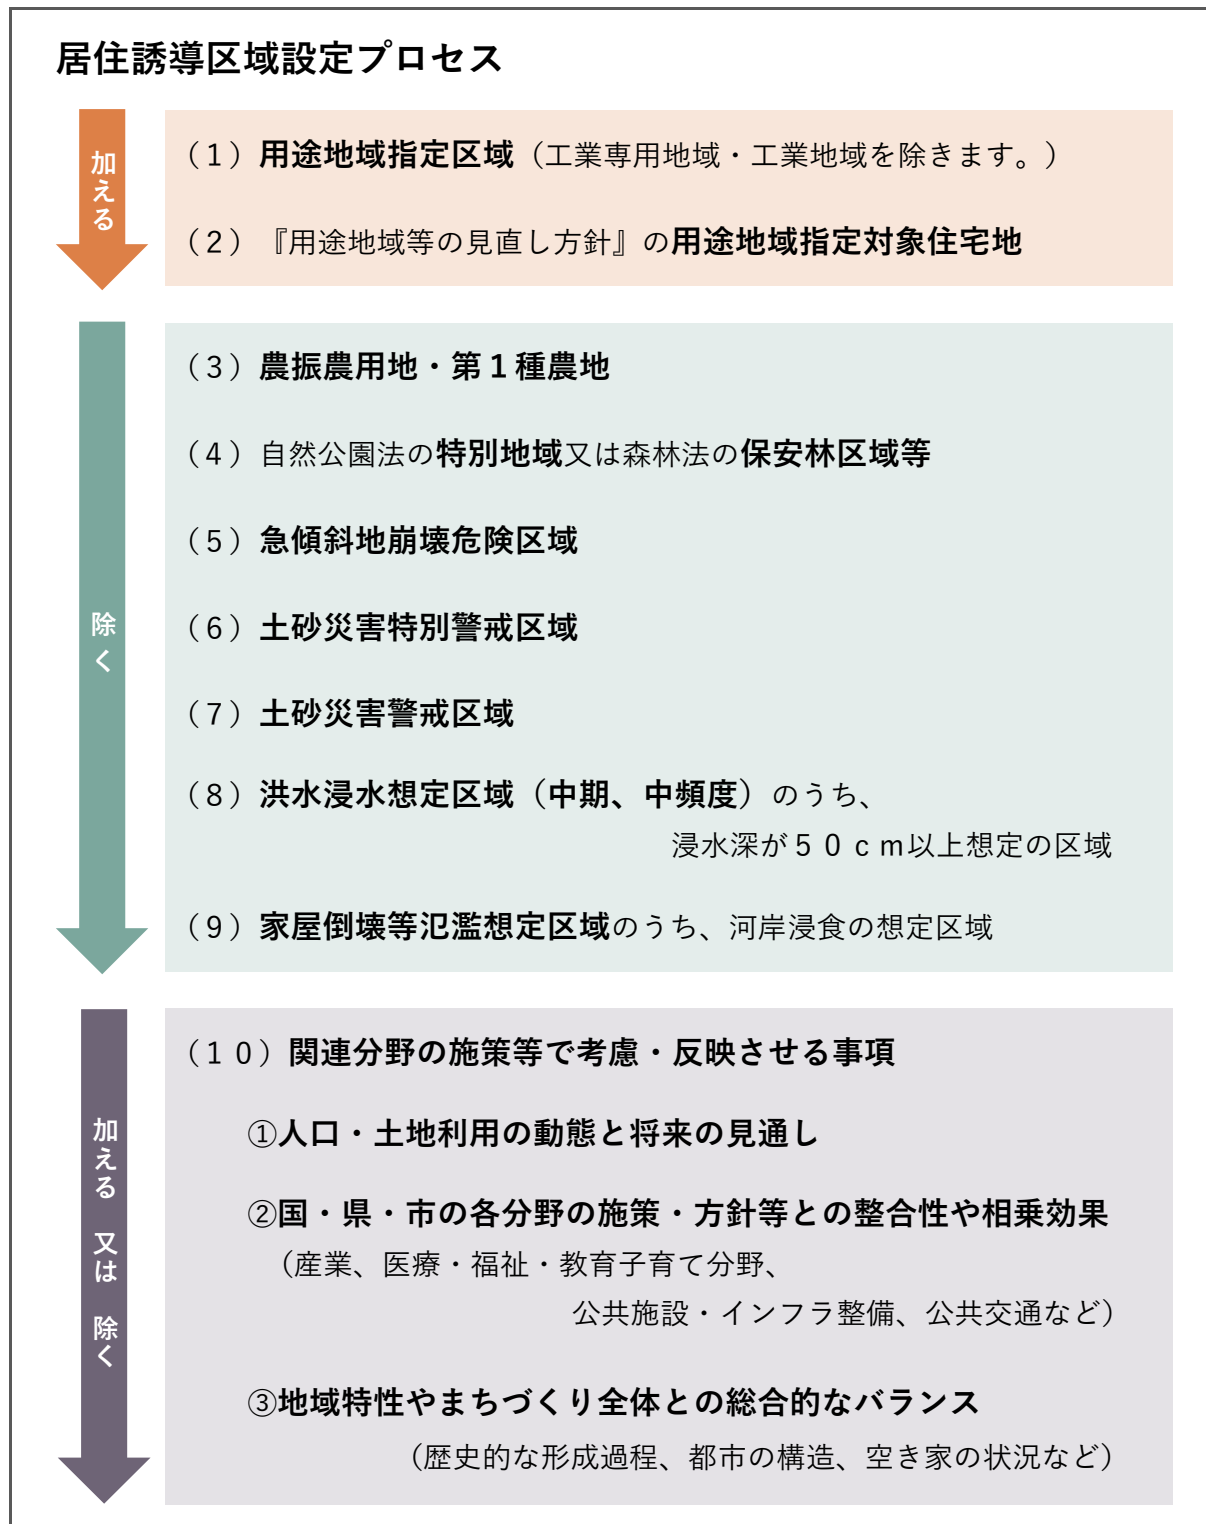 居住誘導区域設定プロセス
加える
（1）用途地域指定区域（工業専用地域・工業地域を除きます。）
（2）『用途地域等の見直し方針』の用途地域指定対象住宅地
除く
（3）農振農用地・第１種農地
（4）自然公園法の特別地域又は森林法の保安林区域等
（5）急傾斜地崩壊危険区域
（6）土砂災害特別警戒区域
（7）土砂災害警戒区域
（8）洪水浸水想定区域（中期、中頻度）のうち、
浸水深が５０ｃｍ以上想定の区域
（9）家屋倒壊等氾濫想定区域のうち、河岸浸食の想定区域
加える 又は 除く
（１０）関連分野の施策等で考慮・反映させる事項
①人口・土地利用の動態と将来の見通し
②国・県・市の各分野の施策・方針等との整合性や相乗効果
（産業、医療・福祉・教育子育て分野、
公共施設・インフラ整備、公共交通など）
③地域特性やまちづくり全体との総合的なバランス
（歴史的な形成過程、都市の構造、空き家の状況など）